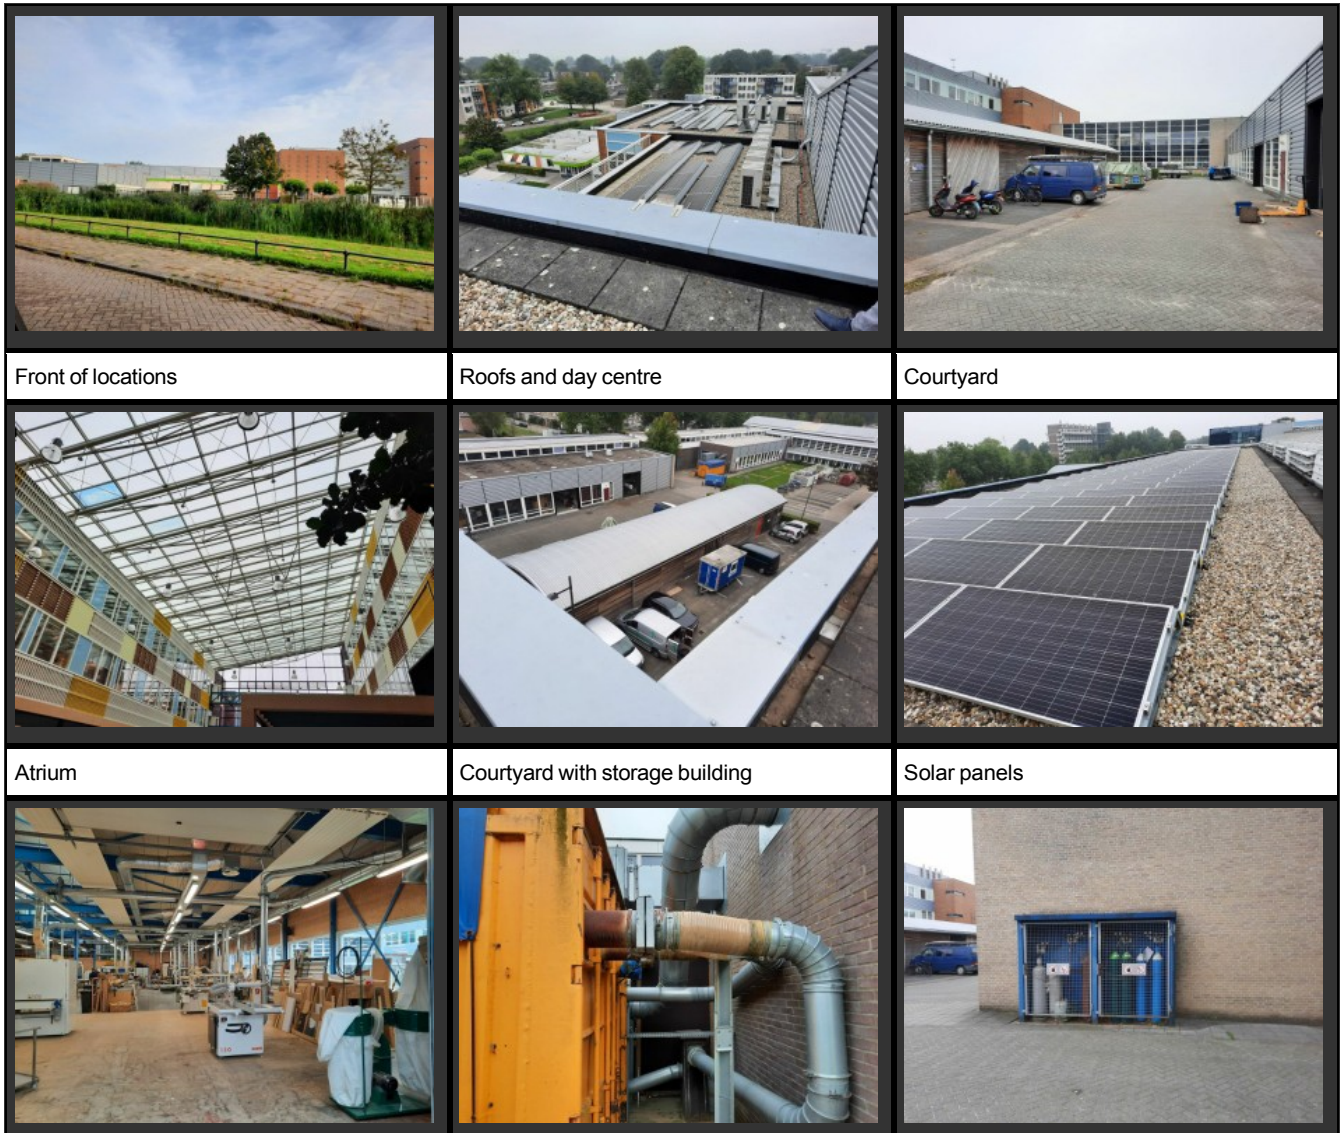 Front of locations
Roofs and day centre
Courtyard
Atrium
Courtyard with storage building
Solar panels